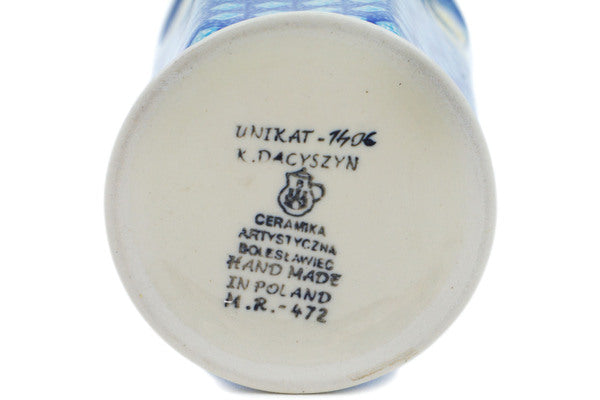 UNIKAT - 1406
K. DACYSZYN
CERAMIKA
ARTYSTYCZNA
BOLESŁAWIEC
HAND MADE
IN POLAND
M.R.-472